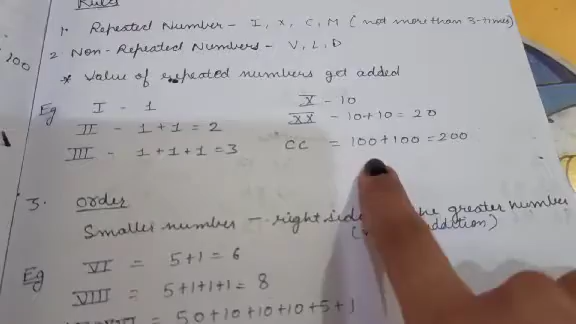 Rules
1. Repeated Number - I, X, C, M (not more than 3-times)
2. Non-Repeated Numbers - V, L, D
* Value of repeated numbers get added
Eg I - 1
II - 1+1=2
III - 1+1+1=3
X - 10
XX - 10+10=20
CC = 100+100=200
100
3. Order
Smaller number - right side the greater number
Eg VI = 5+1=6
VIII = 5+1+1+1=8
= 50+10+10+10+5+1